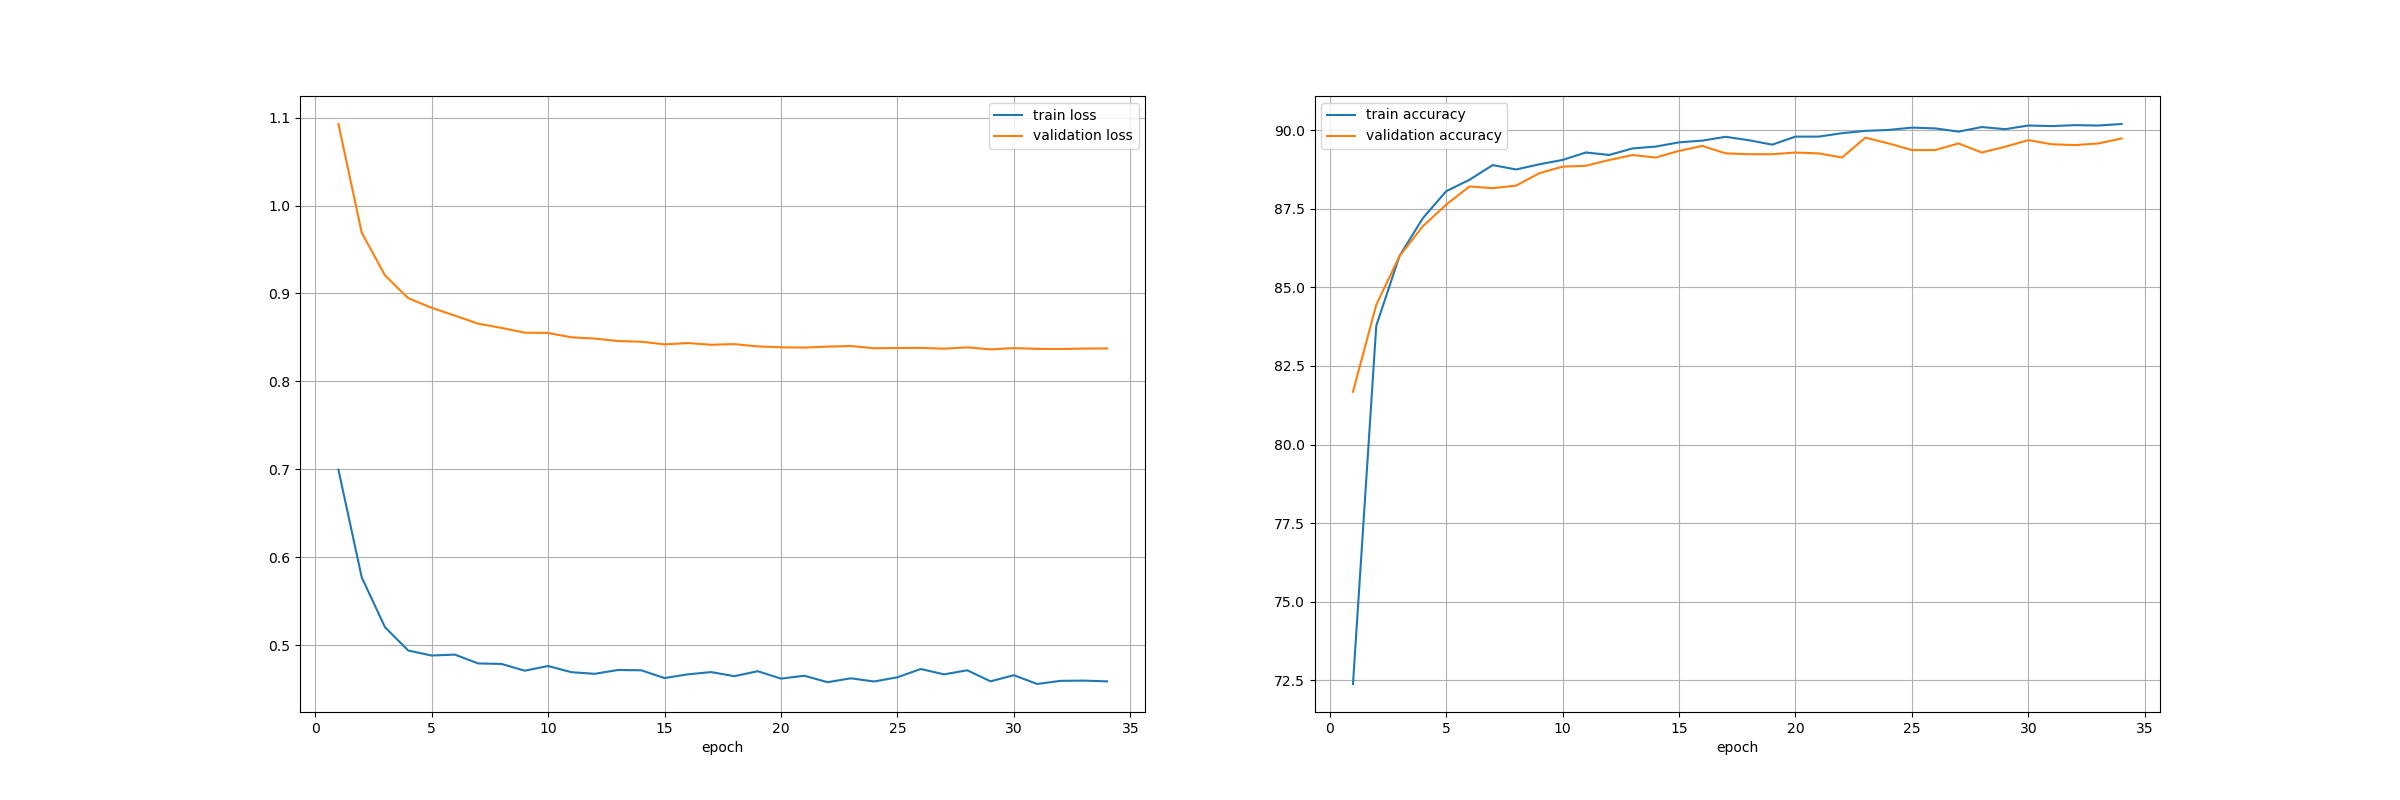 train loss
validation loss
1.1
1.0
0.9
0.8
0.7
0.6
0.5
0 5 10 15 20 25 30 35
epoch
train accuracy
validation accuracy
90.0
87.5
85.0
82.5
80.0
77.5
75.0
72.5
0 5 10 15 20 25 30 35
epoch